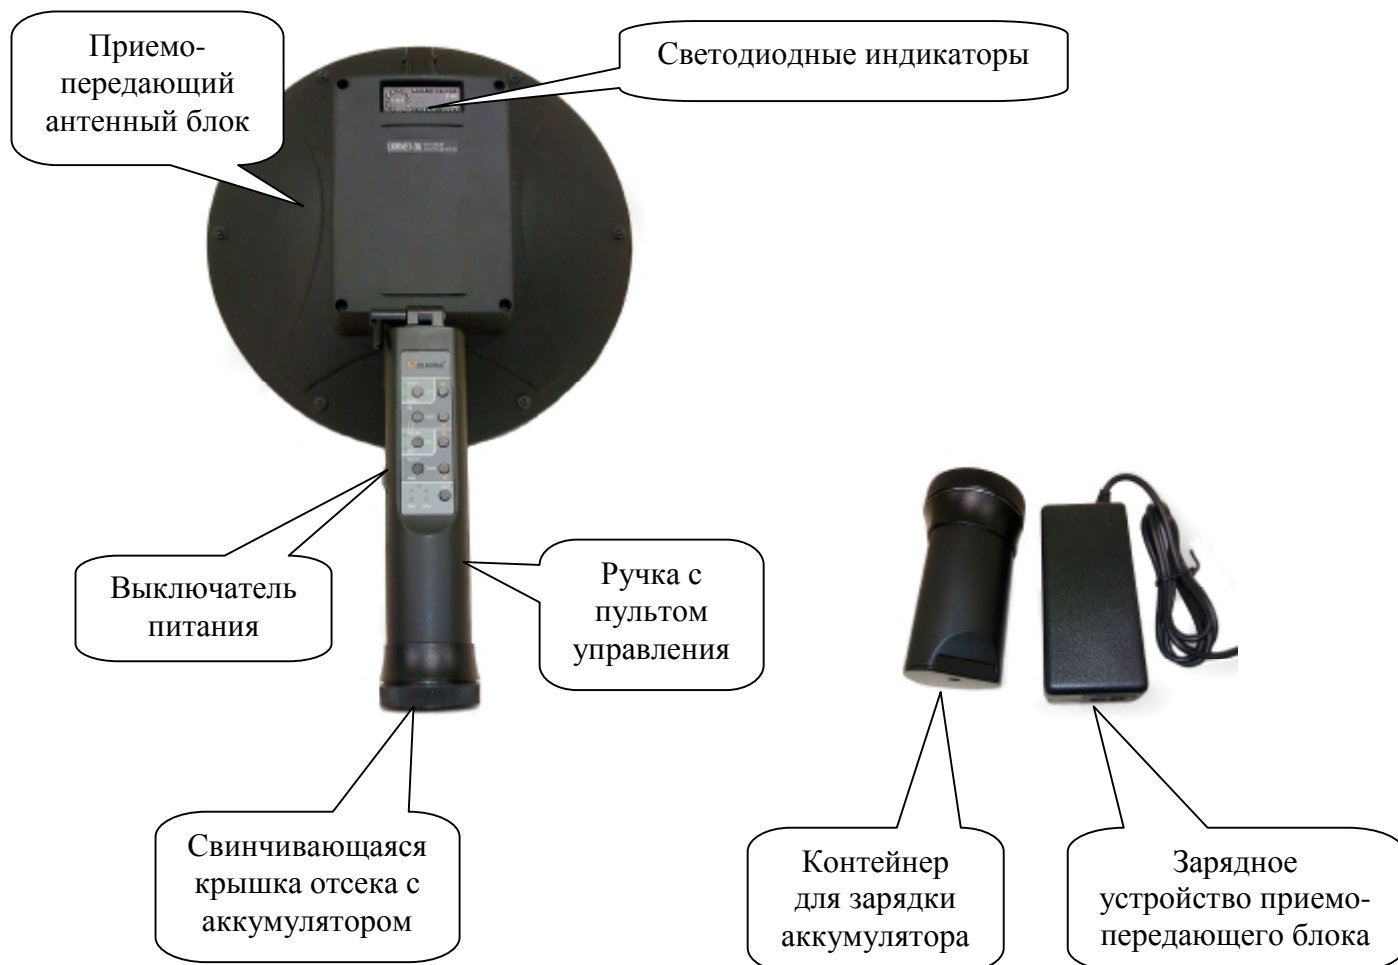 Приемо-
передающий
антенный блок
Светодиодные индикаторы
Выключатель
питания
Ручка с
пультом
управления
Свинчивающаяся
крышка отсека с
аккумулятором
Контейнер
для зарядки
аккумулятора
Зарядное
устройство приемо-
передающего блока